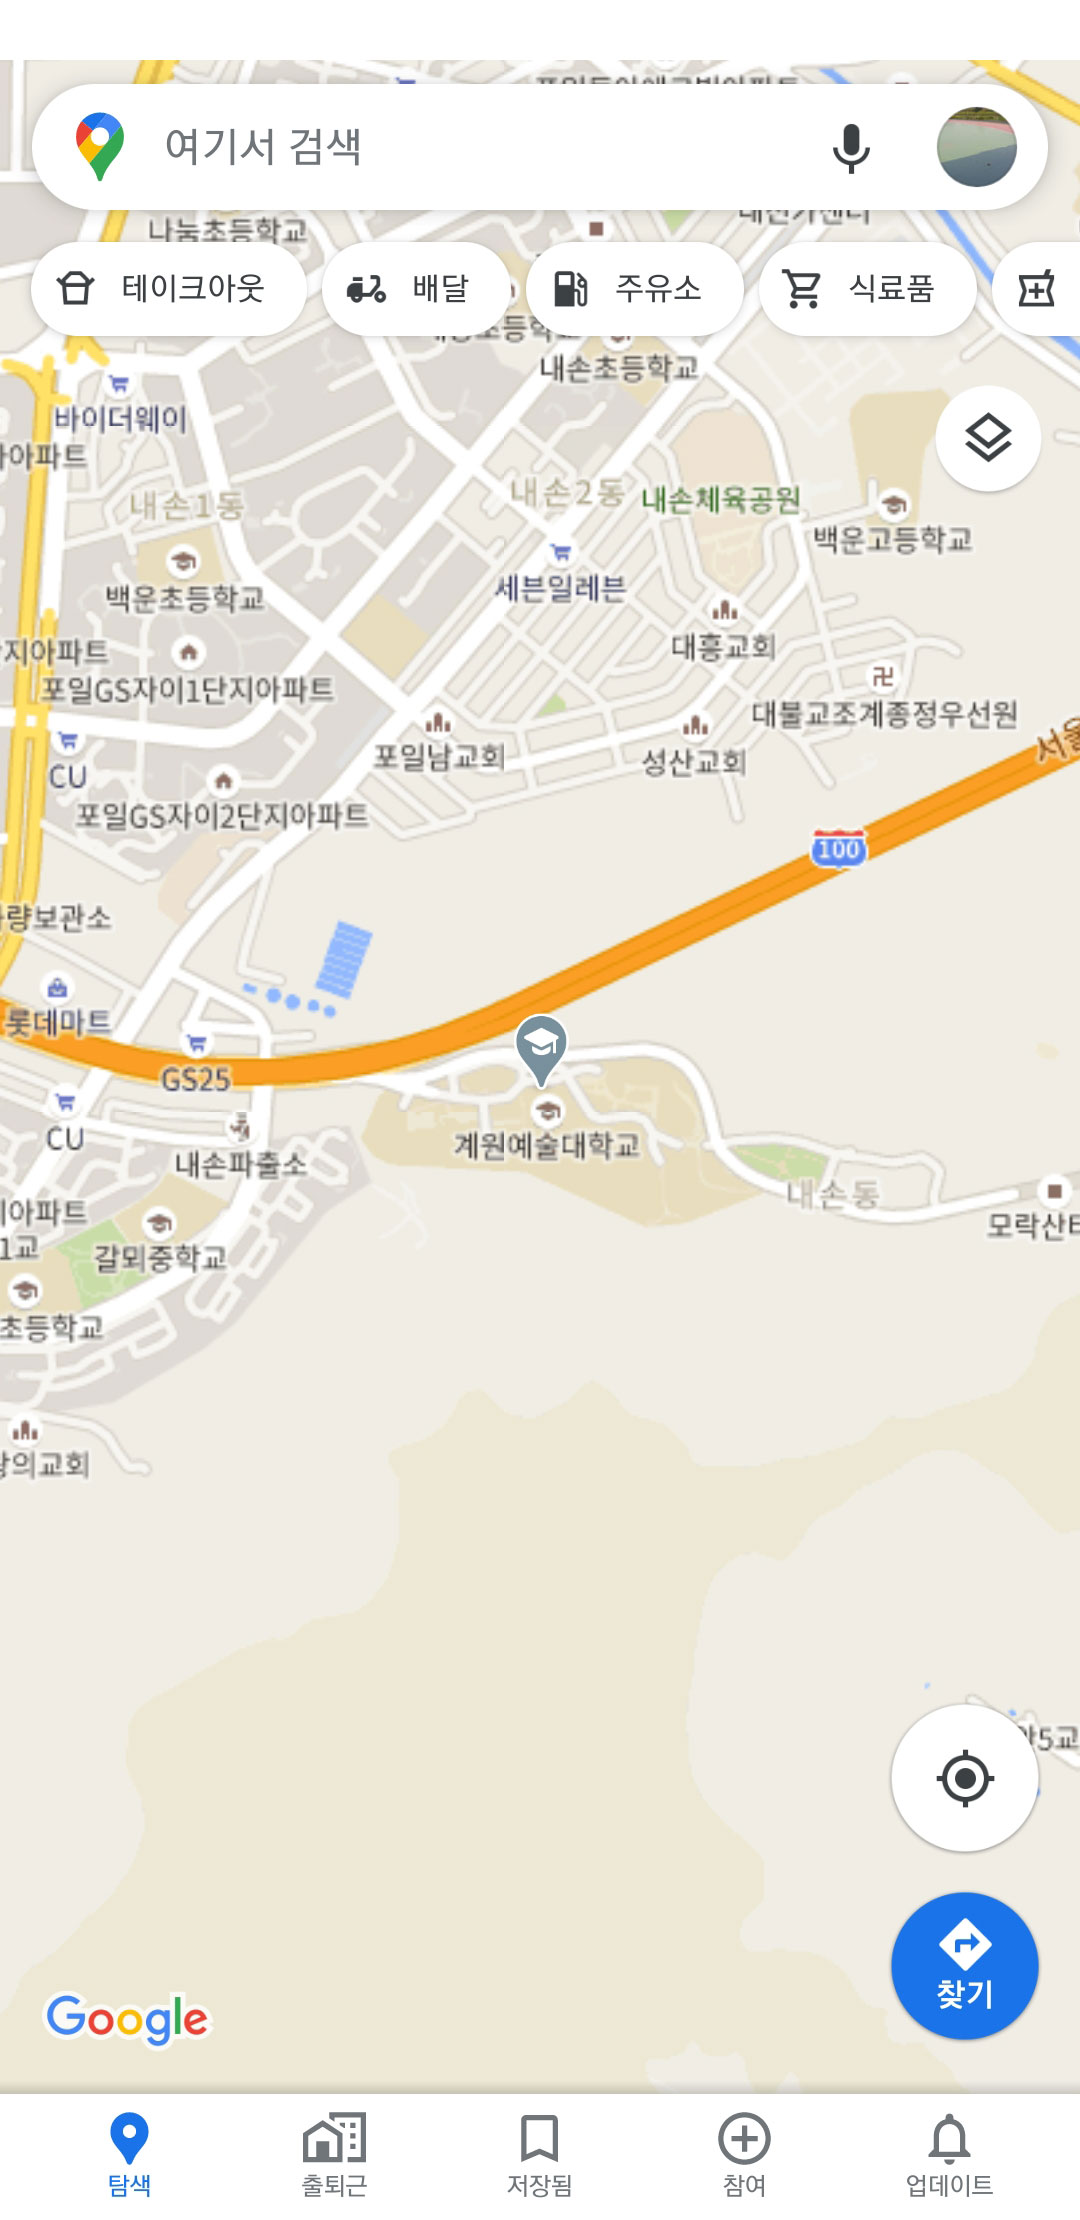 여기서 검색
나눔초등학교
테이크아웃
배달
주유소
식료품
내손초등학교
바이더웨이
아파트
내손1동
내손2동
내손체육공원
백운고등학교
백운초등학교
세븐일레븐
지아파트
대흥교회
포일GS자이1단지아파트
대불교조계종정우선원
서울
포일남교회
성산교회
CU
포일GS자이2단지아파트
100
량보관소
롯데마트
GS25
CU
계원예술대학교
내손파출소
내손동
아파트
1교
갈뫼중학교
모락산터
초등학교
의교회
5교
찾기
Google
탐색
출퇴근
저장됨
참여
업데이트